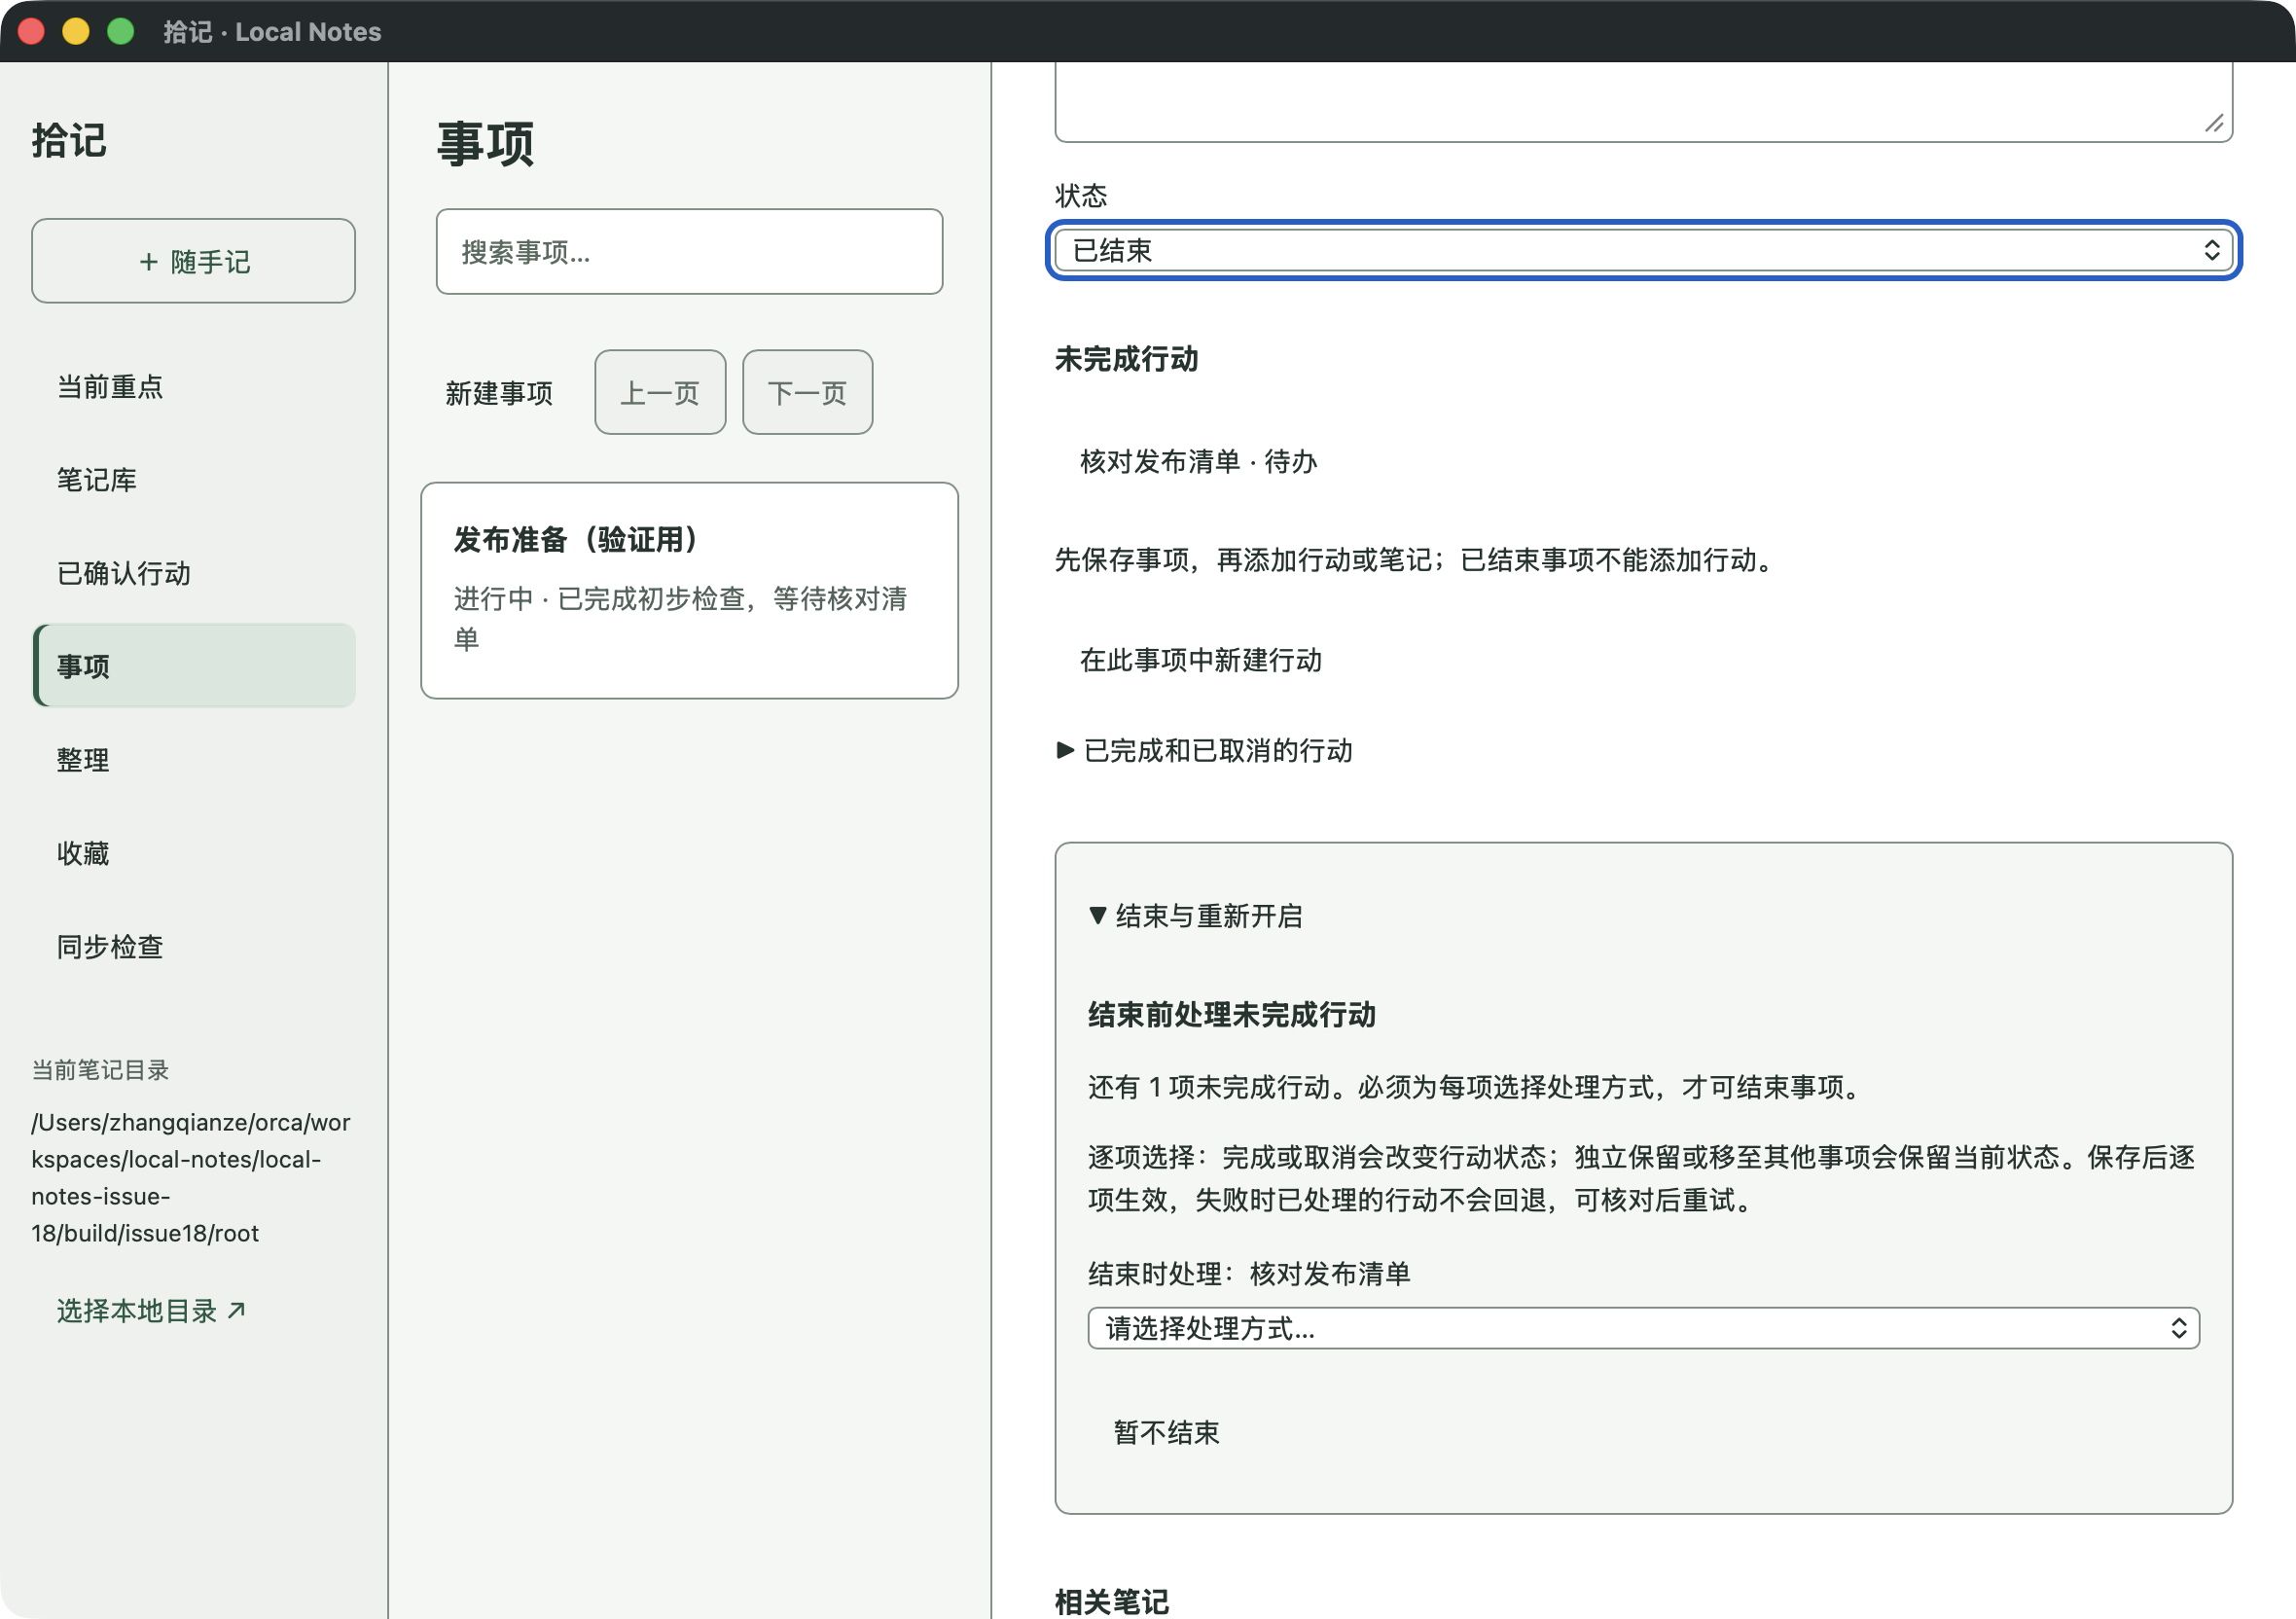 拾记 · Local Notes
拾记
+ 随手记
当前重点
笔记库
已确认行动
事项
整理
收藏
同步检查
当前笔记目录
/Users/zhangqianze/orca/wor
kspaces/local-notes/local-
notes-issue-
18/build/issue18/root
选择本地目录 ↗
事项
搜索事项...
新建事项
上一页
下一页
发布准备（验证用）
进行中 · 已完成初步检查，等待核对清
单
状态
已结束
未完成行动
核对发布清单 · 待办
先保存事项，再添加行动或笔记；已结束事项不能添加行动。
在此事项中新建行动
▶ 已完成和已取消的行动
▼ 结束与重新开启
结束前处理未完成行动
还有 1 项未完成行动。必须为每项选择处理方式，才可结束事项。
逐项选择：完成或取消会改变行动状态；独立保留或移至其他事项会保留当前状态。保存后逐
项生效，失败时已处理的行动不会回退，可核对后重试。
结束时处理：核对发布清单
请选择处理方式...
暂不结束
相关笔记